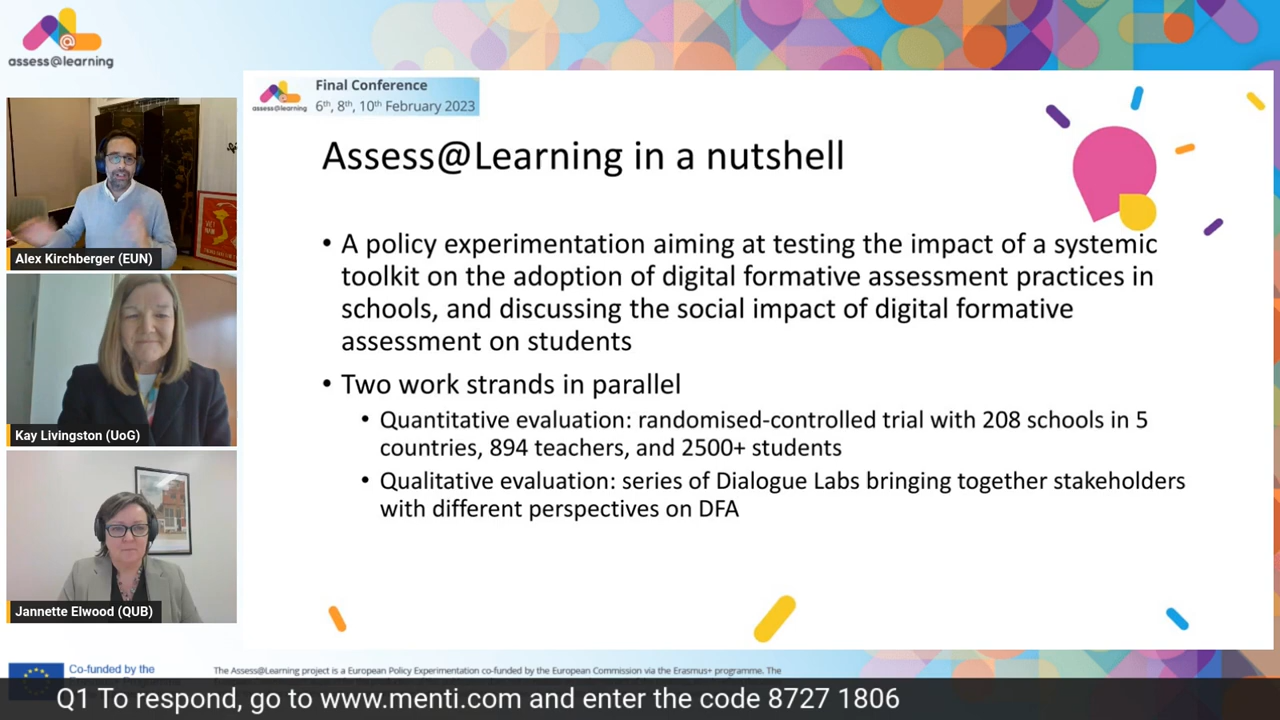 assess@learning
Final Conference
assess@learning
6th, 8th, 10th February 2023
Assess@Learning in a nutshell
• A policy experimentation aiming at testing the impact of a systemic
toolkit on the adoption of digital formative assessment practices in
schools, and discussing the social impact of digital formative
assessment on students
• Two work strands in parallel
• Quantitative evaluation: randomised-controlled trial with 208 schools in 5
countries, 894 teachers, and 2500+ students
• Qualitative evaluation: series of Dialogue Labs bringing together stakeholders
with different perspectives on DFA
Alex Kirchberger (EUN)
VIET
NAM
Kay Livingston (UoG)
Jannette Elwood (QUB)
Co-funded by the
The Assess@Learning project is a European Policy Experimentation co-funded by the European Commission via the Erasmus+ programme. The
Q1 To respond, go to www.menti.com and enter the code 8727 1806